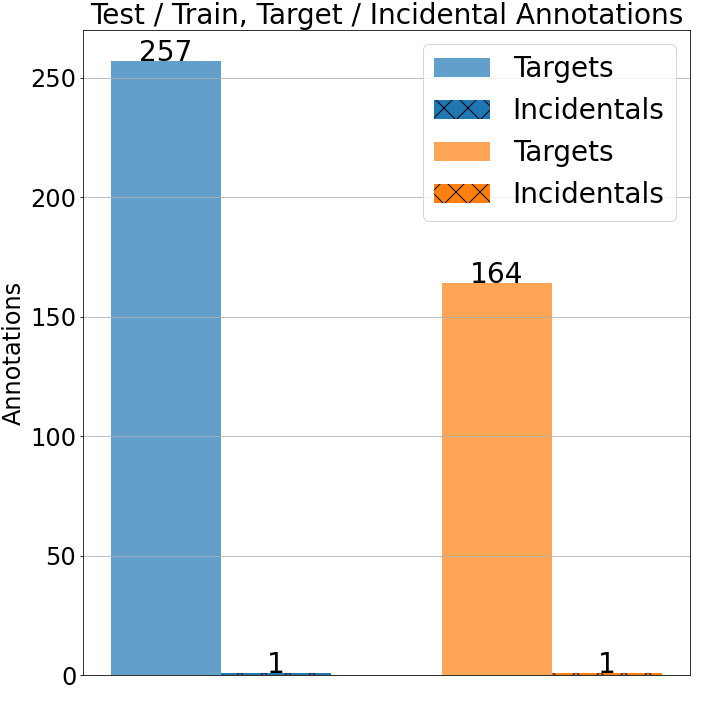 Test / Train, Target / Incidental Annotations
257
Targets
Incidentals
Targets
Incidentals
164
1
1
Annotations
250
200
150
100
50
0